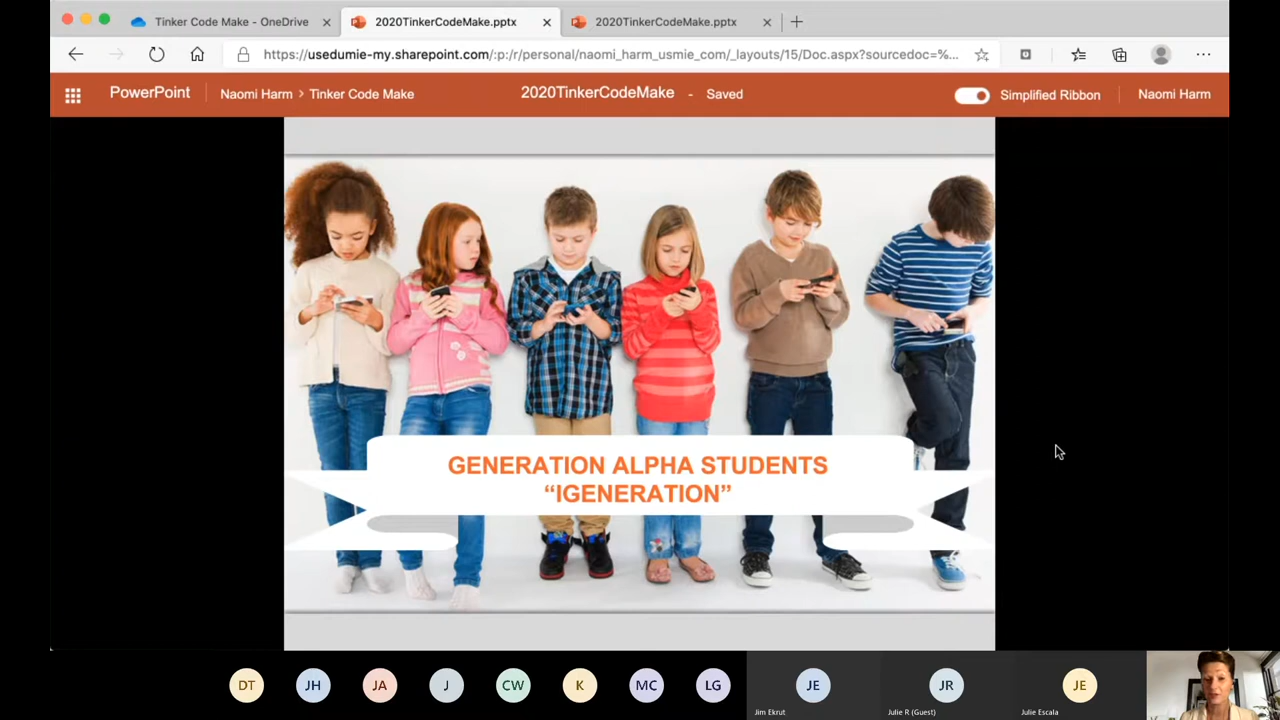 Tinker Code Make - OneDrive
2020TinkerCodeMake.pptx
2020TinkerCodeMake.pptx
https://usedumie-my.sharepoint.com/:p:/r/personal/naomi_harm_usmie_com/_layouts/15/Doc.aspx?sourcedoc=%...
PowerPoint
Naomi Harm > Tinker Code Make
2020TinkerCodeMake - Saved
Simplified Ribbon
Naomi Harm
GENERATION ALPHA STUDENTS
“IGENERATION”
DT
JH
JA
J
CW
K
MC
LG
JE
JR
JE
Jim Ekrut
Julie R (Guest)
Julie Escala